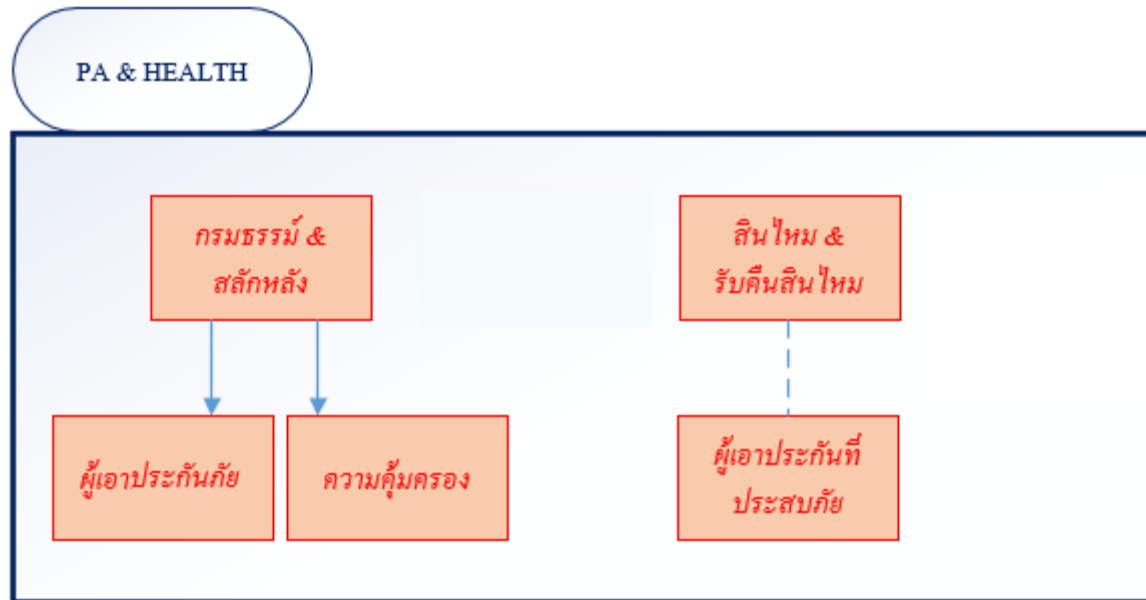 PA & HEALTH
กรมธรรม์ &
สลักหลัง
สินไหม &
รับคืนสินไหม
ผู้เอาประกันภัย
ความคุ้มครอง
ผู้เอาประกันที่
ประสบภัย